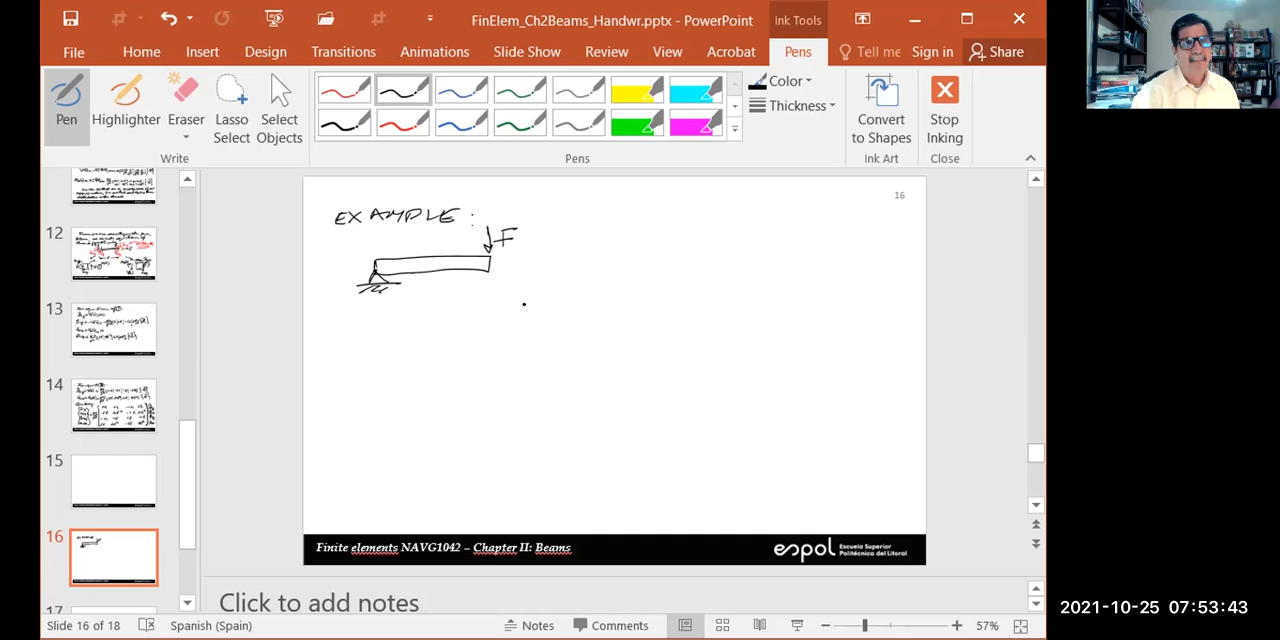 FinElem_Ch2Beams_Handwr.pptx - PowerPoint
Ink Tools
File
Home
Insert
Design
Transitions
Animations
Slide Show
Review
View
Acrobat
Pens
Tell me
Sign in
Share
Pen
Highlighter
Eraser
Lasso
Select
Select
Objects
Color
Thickness
Convert
to Shapes
Stop
Inking
Write
Pens
Ink Art
Close
12
13
14
15
16
17
16
EXAMPLE :
F
Finite elements NAVG1042 – Chapter II: Beams
espol
Escuela Superior
Politécnica del Litoral
Click to add notes
Slide 16 of 18
Spanish (Spain)
Notes
Comments
57%
2021-10-25 07:53:43